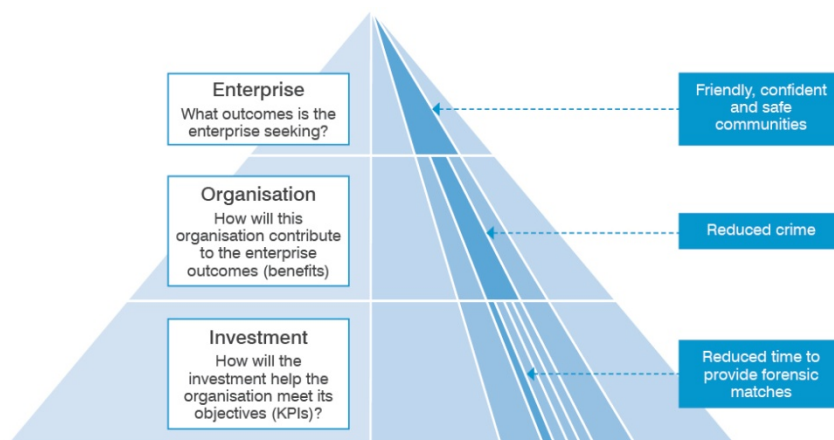 Enterprise
What outcomes is the
enterprise seeking?
Friendly, confident
and safe
communities
Organisation
How will this
organisation contribute
to the enterprise
outcomes (benefits)
Reduced crime
Investment
How will the
investment help the
organisation meet its
objectives (KPIs)?
Reduced time to
provide forensic
matches